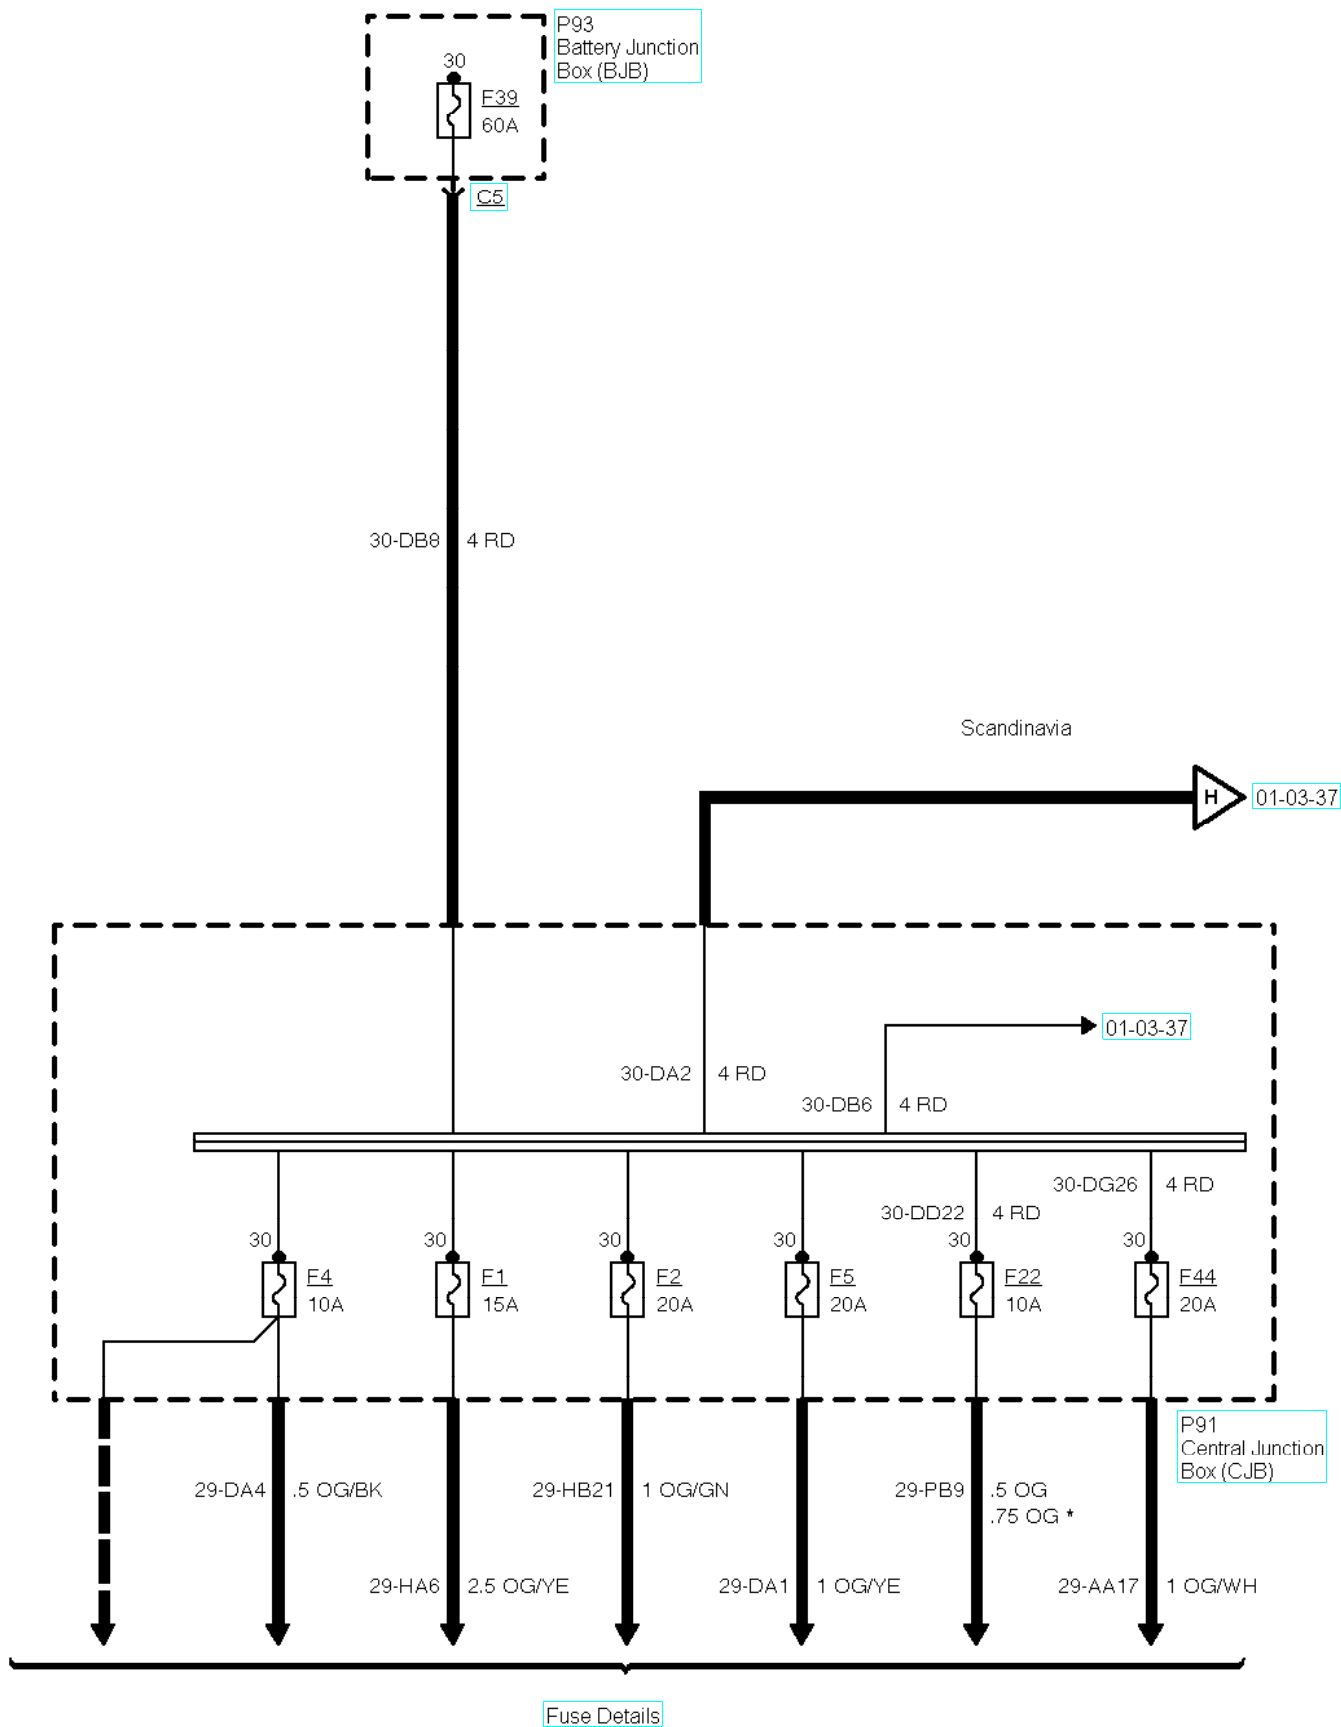 P93
Battery Junction
Box (BJB)
30
F39
60A
C5
30-DB8 4 RD
Scandinavia
H 01-03-37
01-03-37
30-DA2 4 RD
30-DB6 4 RD
30-DG26 4 RD
30-DD22 4 RD
30 30 30 30 30 30
F4 F1 F2 F5 F22 F44
10A 15A 20A 20A 10A 20A
P91
Central Junction
Box (CJB)
29-DA4 .5 OG/BK 29-HB21 1 OG/GN 29-PB9 .5 OG
.75 OG *
29-HA6 2.5 OG/YE 29-DA1 1 OG/YE 29-AA17 1 OG/WH
Fuse Details